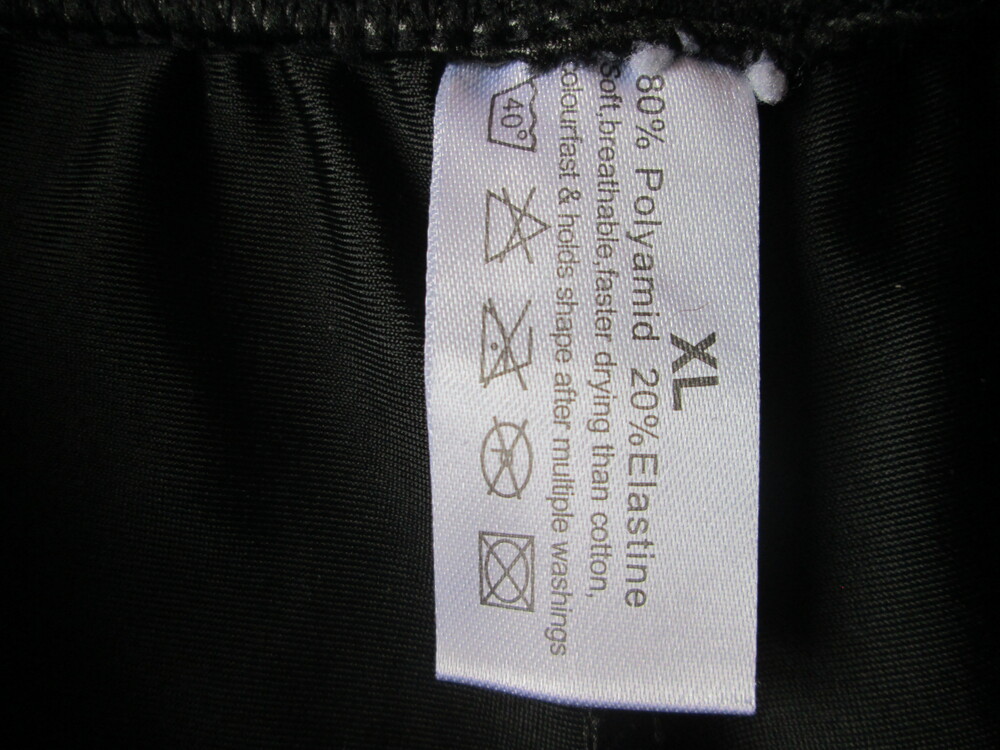 XL
80% Polyamid 20%Elastine
Soft,breathable,faster drying than cotton,
colourfast & holds shape after multiple washings
40°